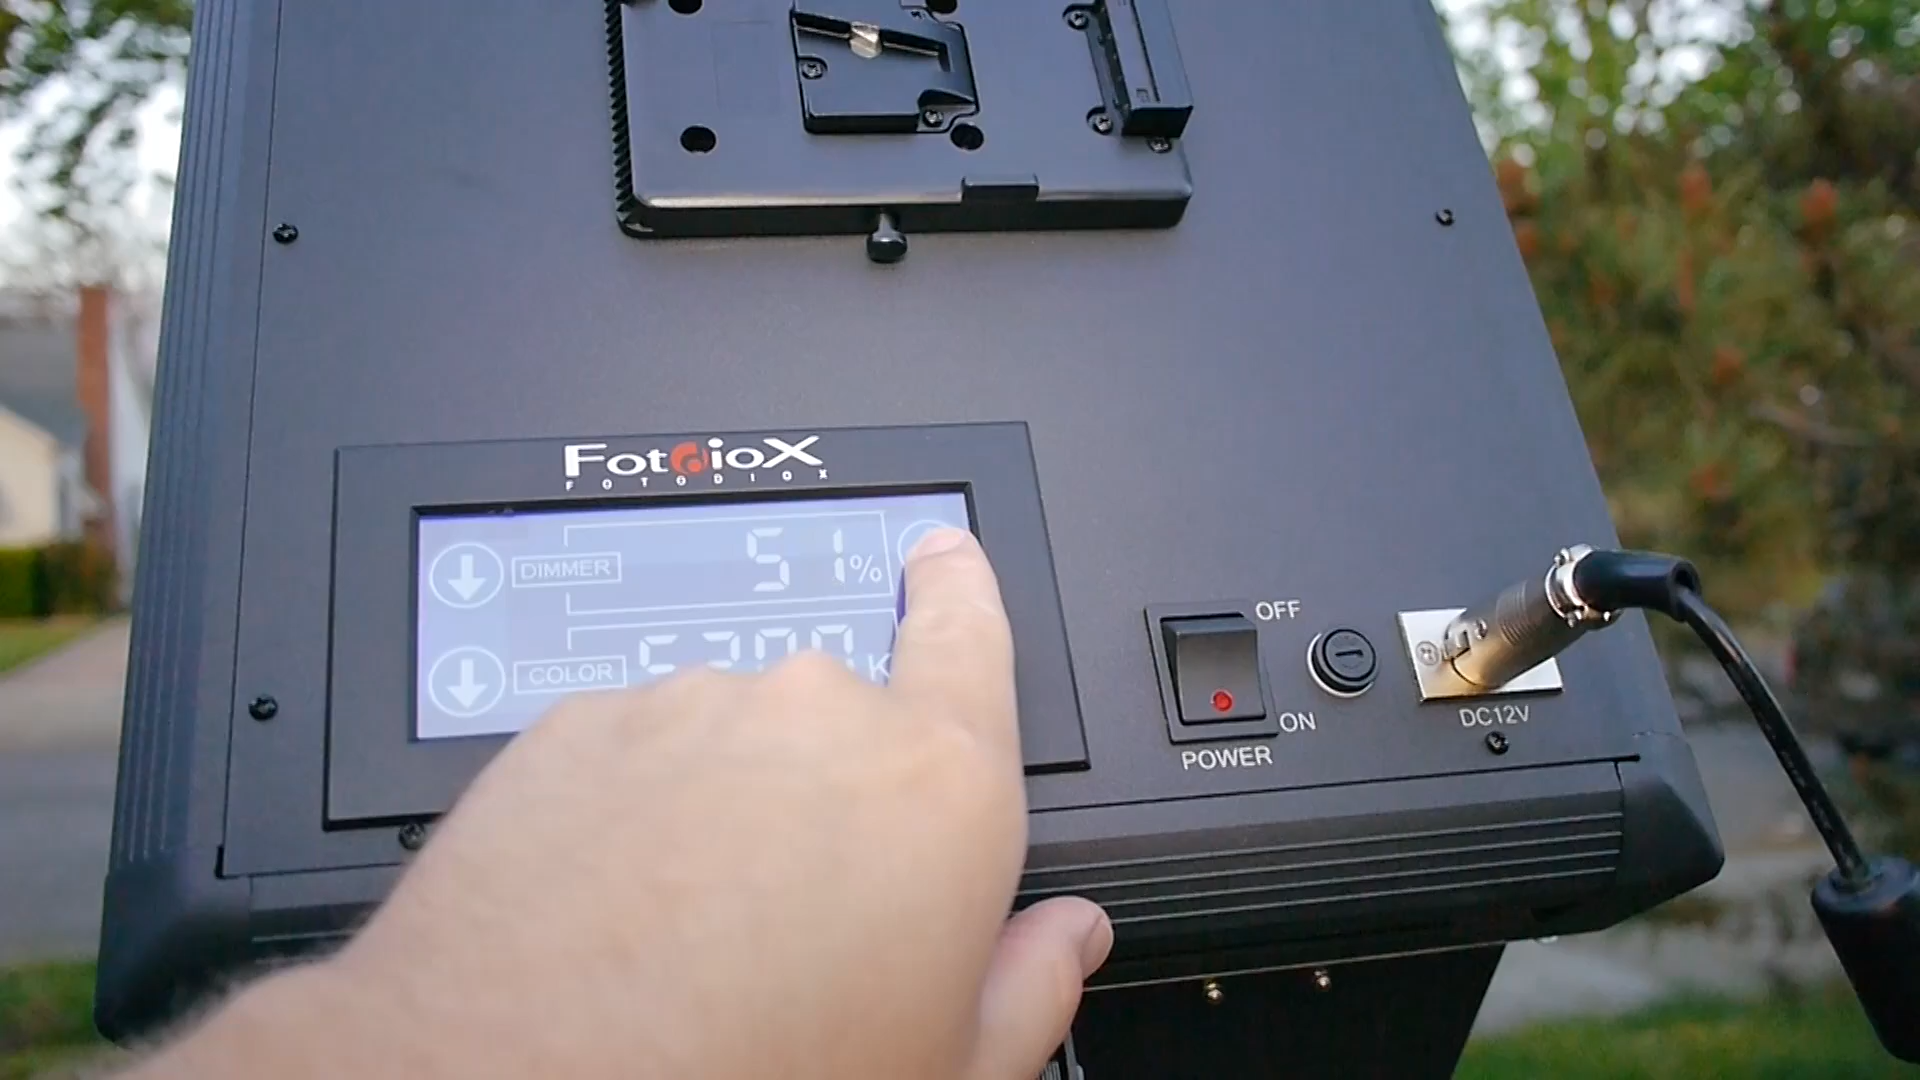 FotodioX
FOTODIOX
DIMMER 51%
COLOR K
OFF
ON
POWER
DC12V